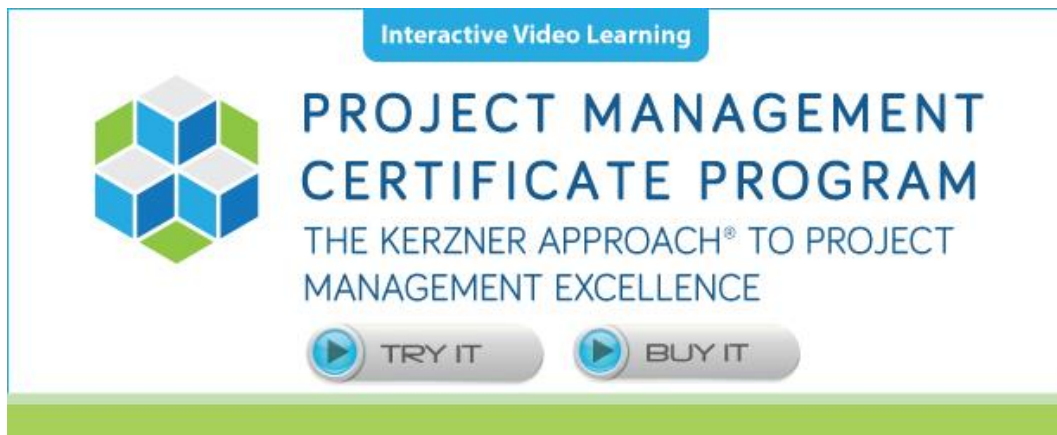 Interactive Video Learning
PROJECT MANAGEMENT
CERTIFICATE PROGRAM
THE KERZNER APPROACH® TO PROJECT
MANAGEMENT EXCELLENCE
TRY IT
BUY IT